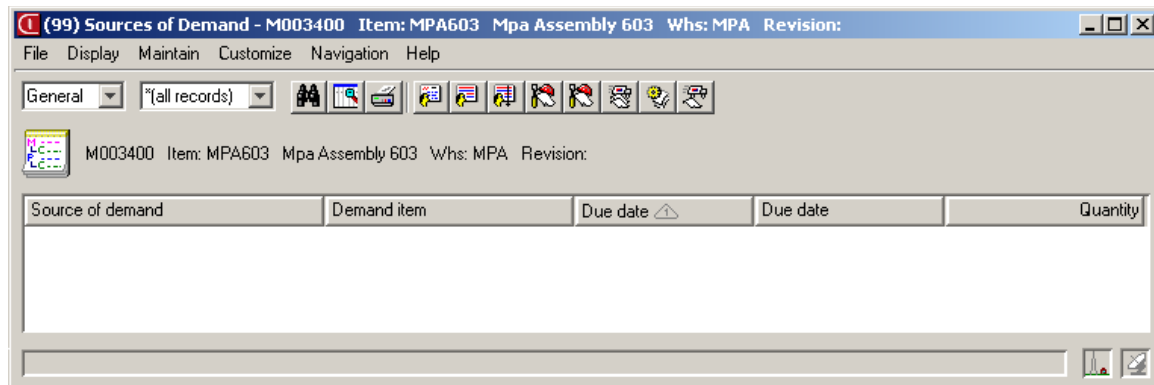 (99) Sources of Demand - M003400 Item: MPA603 Mpa Assembly 603 Whs: MPA Revision:
File Display Maintain Customize Navigation Help
General *(all records)
M003400 Item: MPA603 Mpa Assembly 603 Whs: MPA Revision:
Source of demand Demand item Due date 1 Due date Quantity